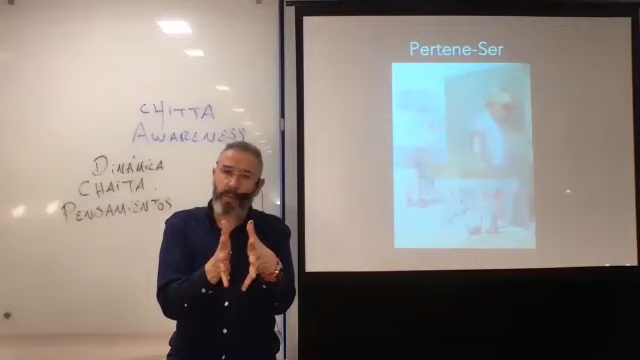 CHITTA
AWARENESS
DINÁMICA
CHAITA.
PENSAMIENTOS
Pertene-Ser